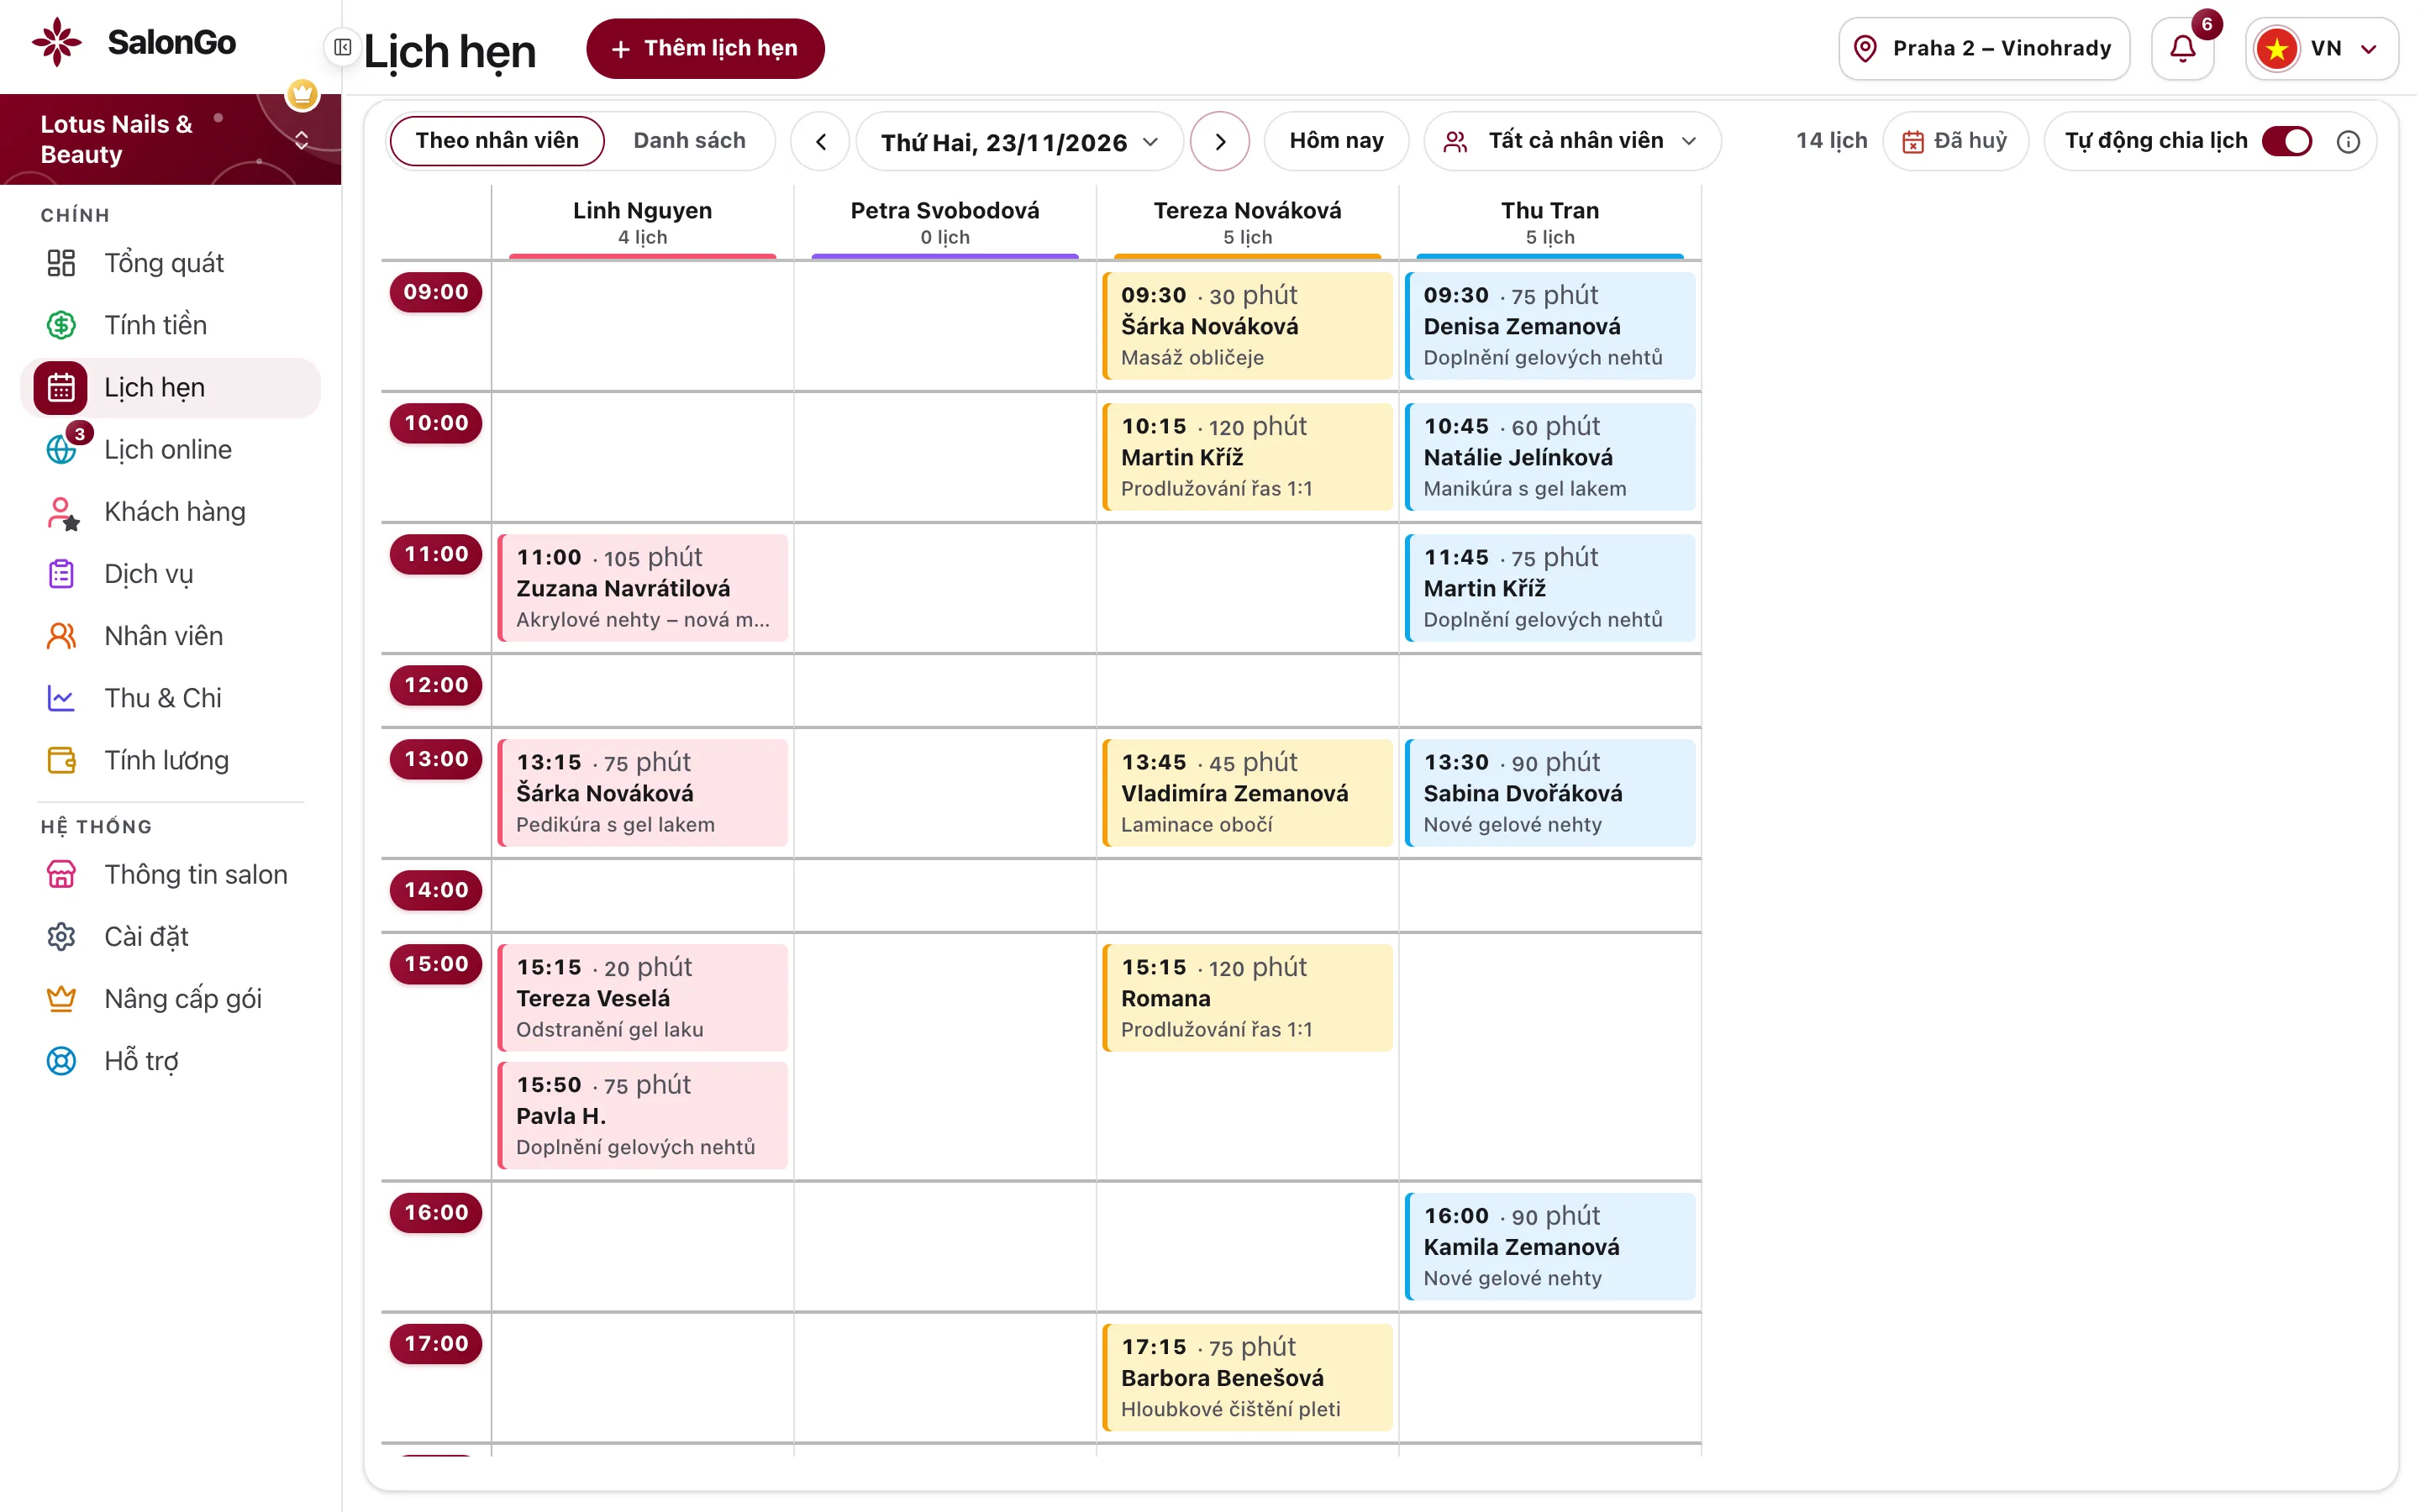 SalonGo
Lotus Nails &
Beauty
CHÍNH
Tổng quát
Tính tiền
Lịch hẹn
3
Lịch online
Khách hàng
Dịch vụ
Nhân viên
Thu & Chi
Tính lương
HỆ THỐNG
Thông tin salon
Cài đặt
Nâng cấp gói
Hỗ trợ
Lịch hẹn
+ Thêm lịch hẹn
Praha 2 – Vinohrady
6
VN
Theo nhân viên
Danh sách
Thứ Hai, 23/11/2026
Hôm nay
Tất cả nhân viên
14 lịch
Đã huỷ
Tự động chia lịch
Linh Nguyen
4 lịch
Petra Svobodová
0 lịch
Tereza Nováková
5 lịch
Thu Tran
5 lịch
09:00
09:30 · 30 phút
Šárka Nováková
Masáž obličeje
09:30 · 75 phút
Denisa Zemanová
Doplnění gelových nehtů
10:00
10:15 · 120 phút
Martin Kříž
Prodlužování řas 1:1
10:45 · 60 phút
Natálie Jelínková
Manikúra s gel lakem
11:00
11:00 · 105 phút
Zuzana Navrátilová
Akrylové nehty – nová m...
11:45 · 75 phút
Martin Kříž
Doplnění gelových nehtů
12:00
13:00
13:15 · 75 phút
Šárka Nováková
Pedikúra s gel lakem
13:45 · 45 phút
Vladimíra Zemanová
Laminace obočí
13:30 · 90 phút
Sabina Dvořáková
Nové gelové nehty
14:00
15:00
15:15 · 20 phút
Tereza Veselá
Odstranění gel laku
15:50 · 75 phút
Pavla H.
Doplnění gelových nehtů
15:15 · 120 phút
Romana
Prodlužování řas 1:1
16:00
16:00 · 90 phút
Kamila Zemanová
Nové gelové nehty
17:00
17:15 · 75 phút
Barbora Benešová
Hloubkové čištění pleti